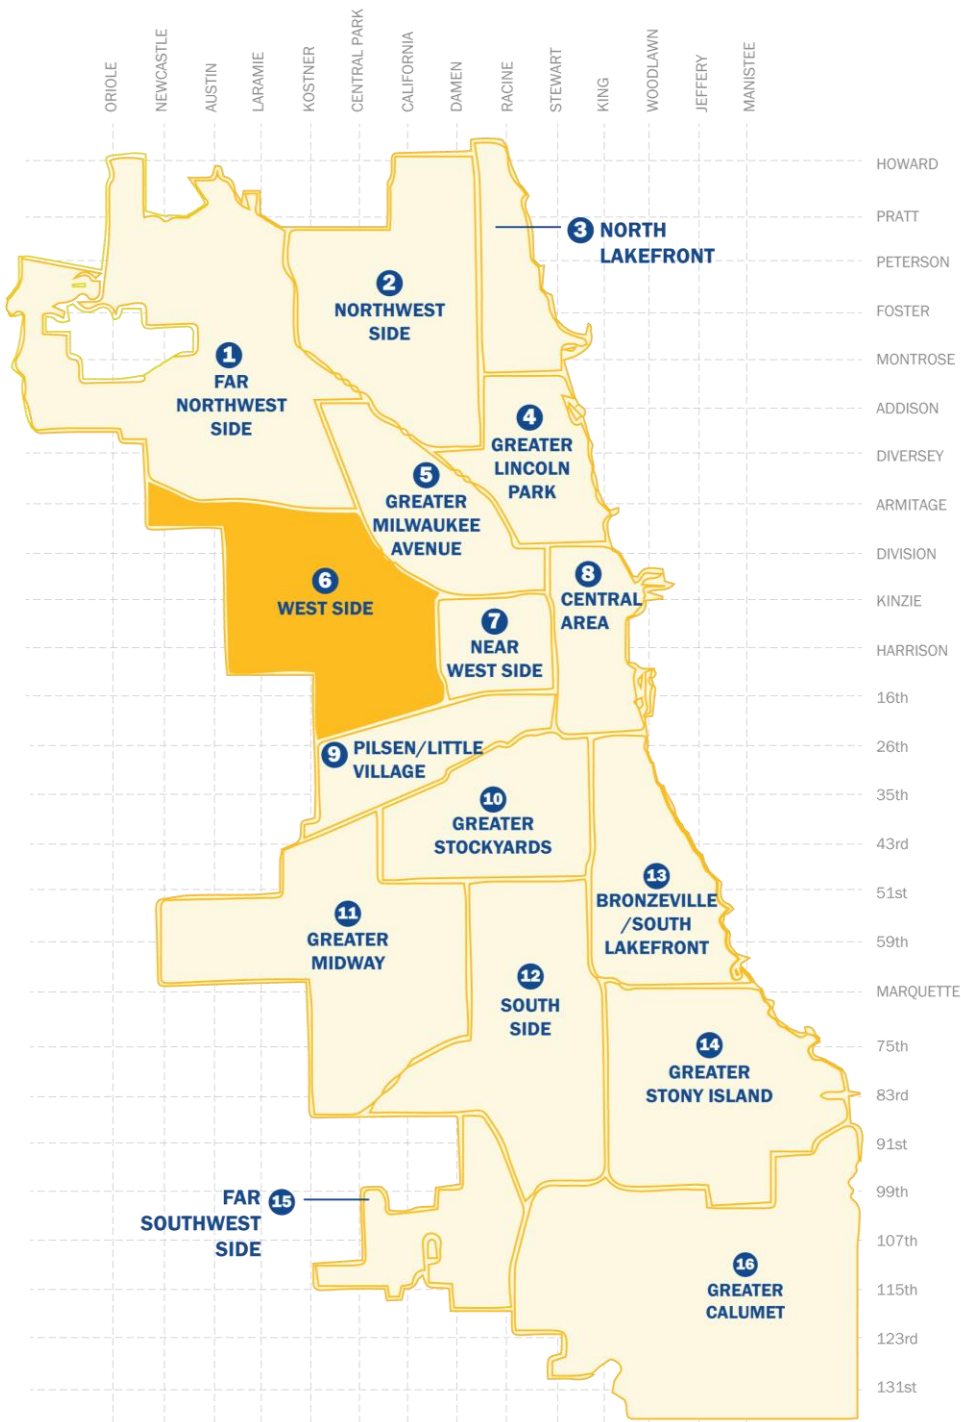 ORIOLE
NEWCASTLE
AUSTIN
LARAMIE
KOSTNER
CENTRAL PARK
CALIFORNIA
DAMEN
RACINE
STEWART
KING
WOODLAWN
JEFFERY
MANISTEE
HOWARD
PRATT
PETERSON
FOSTER
MONTROSE
ADDISON
DIVERSEY
ARMITAGE
DIVISION
KINZIE
HARRISON
16th
26th
35th
43rd
51st
59th
MARQUETTE
75th
83rd
91st
99th
107th
115th
123rd
131st
1
FAR
NORTHWEST
SIDE
2
NORTHWEST
SIDE
3 NORTH
LAKEFRONT
4
GREATER
LINCOLN
PARK
5
GREATER
MILWAUKEE
AVENUE
6
WEST SIDE
7
NEAR
WEST SIDE
8
CENTRAL
AREA
9 PILSEN/LITTLE
VILLAGE
10
GREATER
STOCKYARDS
11
GREATER
MIDWAY
12
SOUTH
SIDE
13
BRONZEVILLE
/SOUTH
LAKEFRONT
14
GREATER
STONY ISLAND
FAR 15
SOUTHWEST
SIDE
16
GREATER
CALUMET